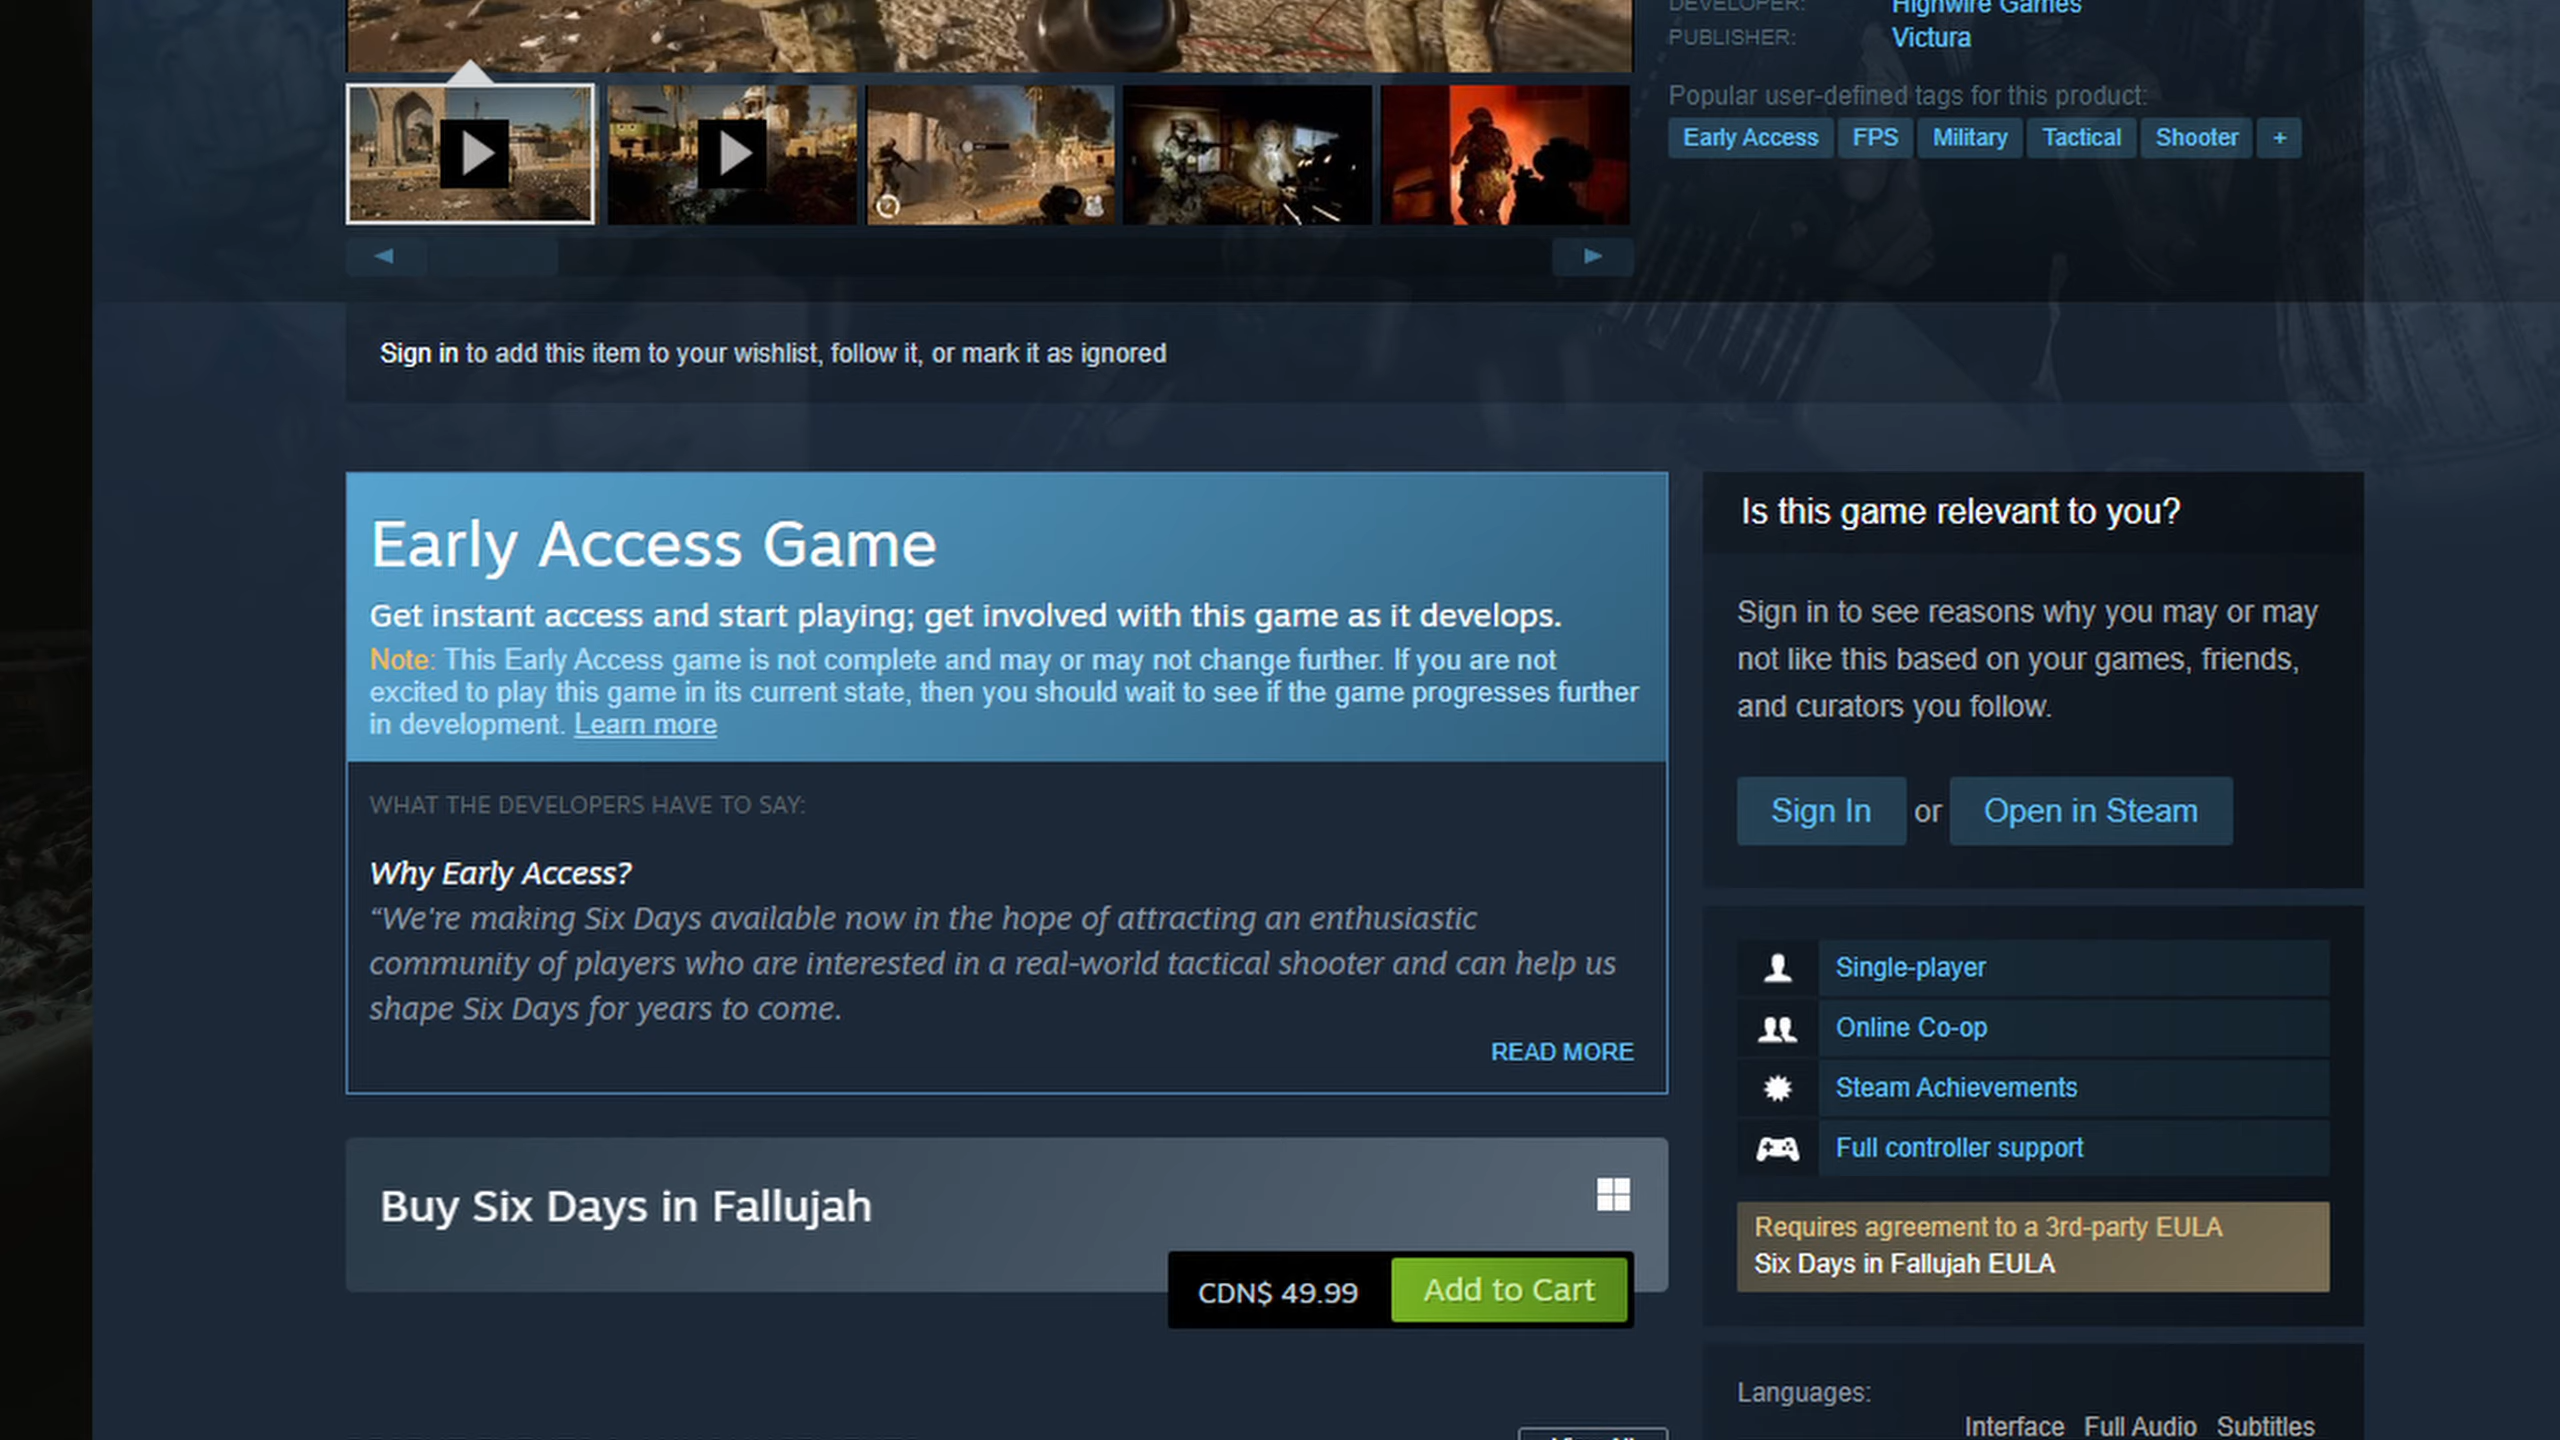 DEVELOPER: Highwire Games
PUBLISHER: Victura
Popular user-defined tags for this product:
Early Access FPS Military Tactical Shooter +
Sign in to add this item to your wishlist, follow it, or mark it as ignored
Early Access Game
Get instant access and start playing; get involved with this game as it develops.
Note: This Early Access game is not complete and may or may not change further. If you are not
excited to play this game in its current state, then you should wait to see if the game progresses further
in development. Learn more
WHAT THE DEVELOPERS HAVE TO SAY:
Why Early Access?
“We're making Six Days available now in the hope of attracting an enthusiastic
community of players who are interested in a real-world tactical shooter and can help us
shape Six Days for years to come.
READ MORE
Buy Six Days in Fallujah
CDN$ 49.99 Add to Cart
Is this game relevant to you?
Sign in to see reasons why you may or may
not like this based on your games, friends,
and curators you follow.
Sign In or Open in Steam
Single-player
Online Co-op
Steam Achievements
Full controller support
Requires agreement to a 3rd-party EULA
Six Days in Fallujah EULA
Languages:
Interface Full Audio Subtitles